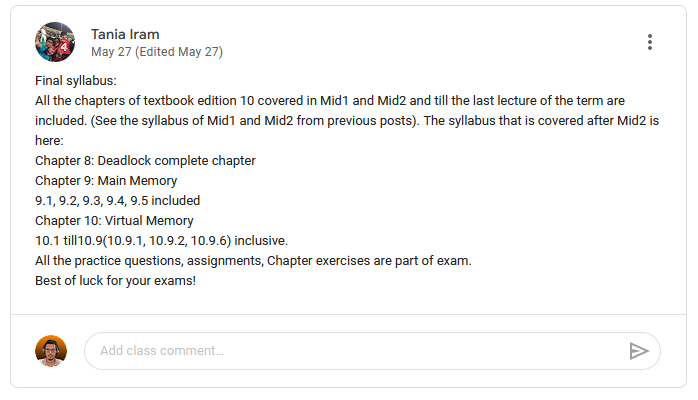 Tania Iram
May 27 (Edited May 27)
Final syllabus:
All the chapters of textbook edition 10 covered in Mid1 and Mid2 and till the last lecture of the term are
included. (See the syllabus of Mid1 and Mid2 from previous posts). The syllabus that is covered after Mid2 is
here:
Chapter 8: Deadlock complete chapter
Chapter 9: Main Memory
9.1, 9.2, 9.3, 9.4, 9.5 included
Chapter 10: Virtual Memory
10.1 till10.9(10.9.1, 10.9.2, 10.9.6) inclusive.
All the practice questions, assignments, Chapter exercises are part of exam.
Best of luck for your exams!
Add class comment...